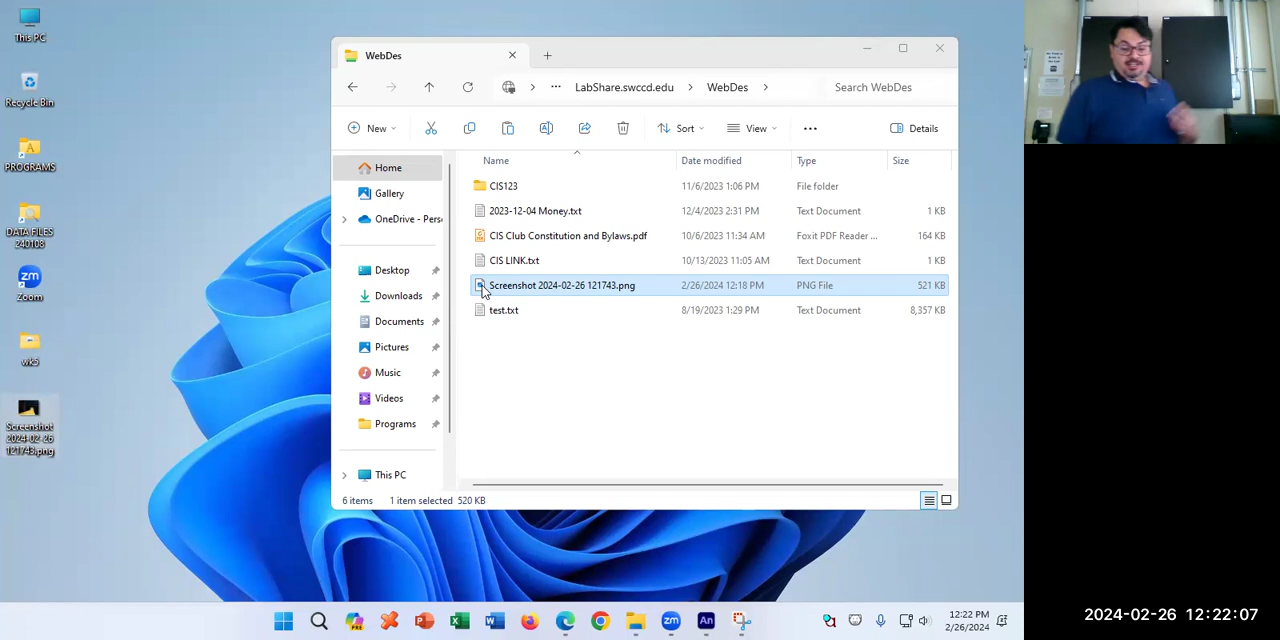 This PC
Recycle Bin
PROGRAMS
DATA FILES
240108
zm
Zoom
wk5
Screenshot
2024-02-26
121743.png
WebDes
LabShare.swccd.edu
WebDes
Search WebDes
New
Sort
View
Details
Name
Date modified
Type
Size
Home
Gallery
OneDrive - Pers
Desktop
Downloads
Documents
Pictures
Music
Videos
Programs
This PC
CIS123 11/6/2023 1:06 PM File folder
2023-12-04 Money.txt 12/4/2023 2:31 PM Text Document 1 KB
CIS Club Constitution and Bylaws.pdf 10/6/2023 11:34 AM Foxit PDF Reader ... 164 KB
CIS LINK.txt 10/13/2023 11:05 AM Text Document 1 KB
Screenshot 2024-02-26 121743.png 2/26/2024 12:18 PM PNG File 521 KB
test.txt 8/19/2023 1:29 PM Text Document 8,357 KB
6 items 1 item selected 520 KB
PRE
zm
An
12:22 PM
2/26/2024
2024-02-26 12:22:07